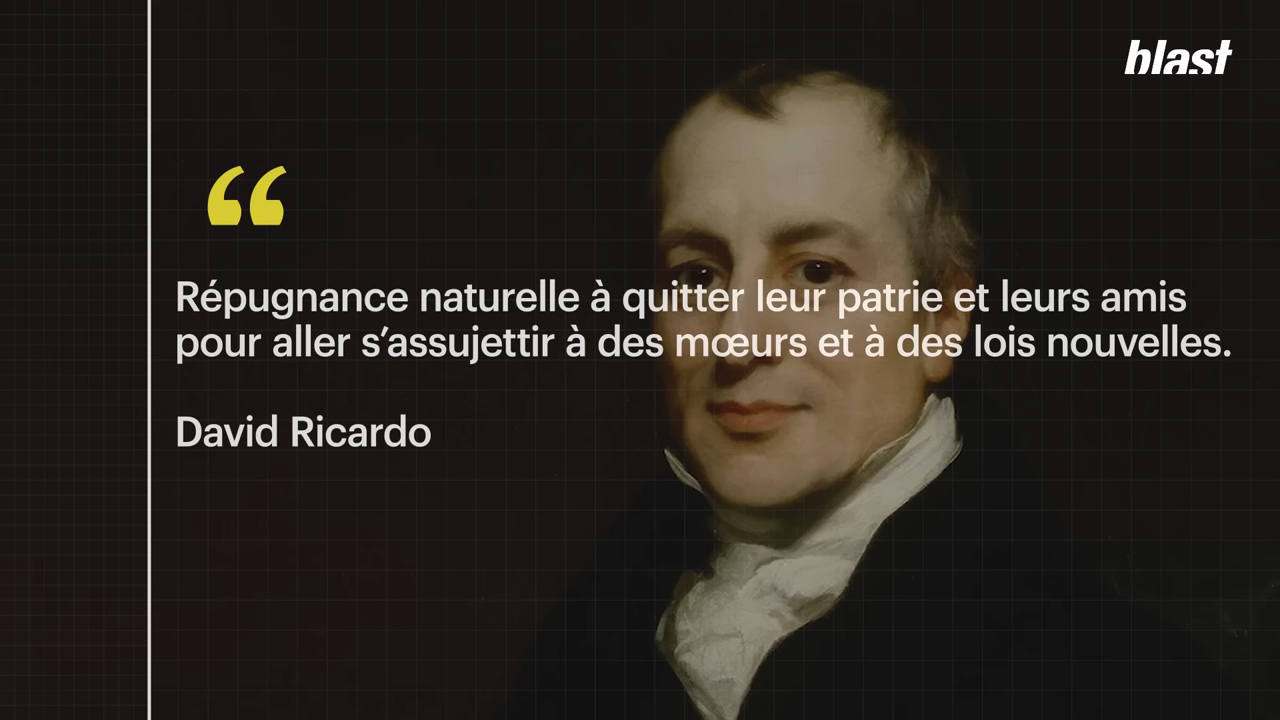 blast
“
Répugnance naturelle à quitter leur patrie et leurs amis
pour aller s’assujettir à des mœurs et à des lois nouvelles.
David Ricardo